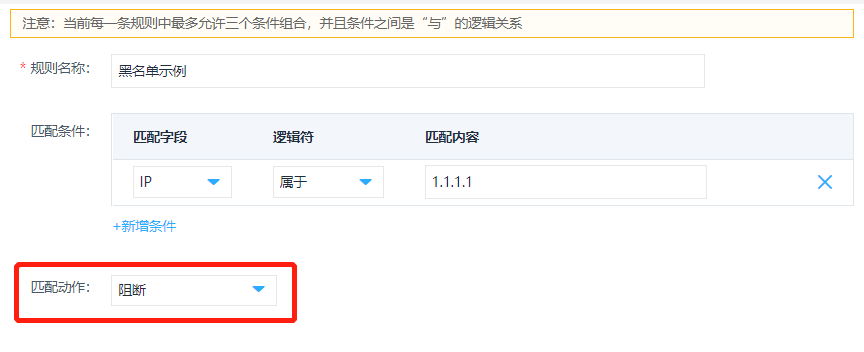 注意：当前每一条规则中最多允许三个条件组合，并且条件之间是“与”的逻辑关系
* 规则名称： 黑名单示例
匹配条件： 匹配字段 逻辑符 匹配内容
IP 属于 1.1.1.1
+新增条件
匹配动作： 阻断